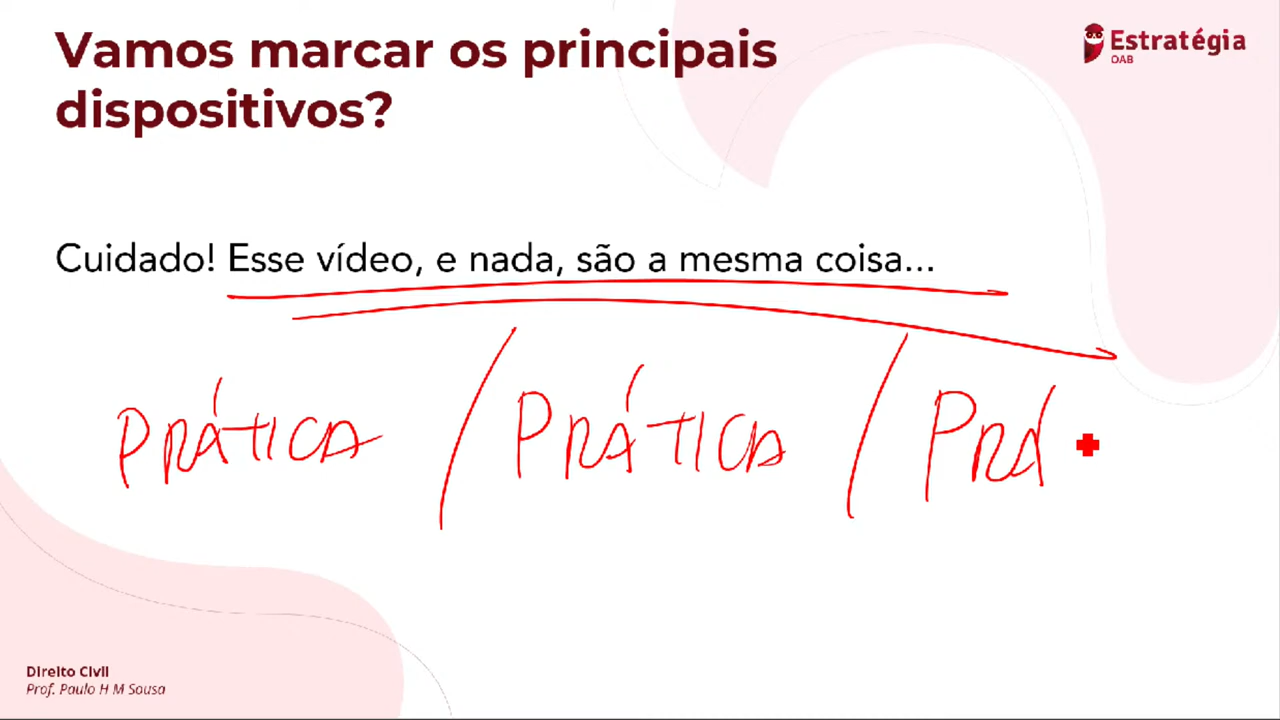 Vamos marcar os principais
dispositivos?
Estratégia
OAB
Cuidado! Esse vídeo, e nada, são a mesma coisa...
PRÁTICA / PRÁTICA / PRÁ
Direito Civil
Prof. Paulo H M Sousa